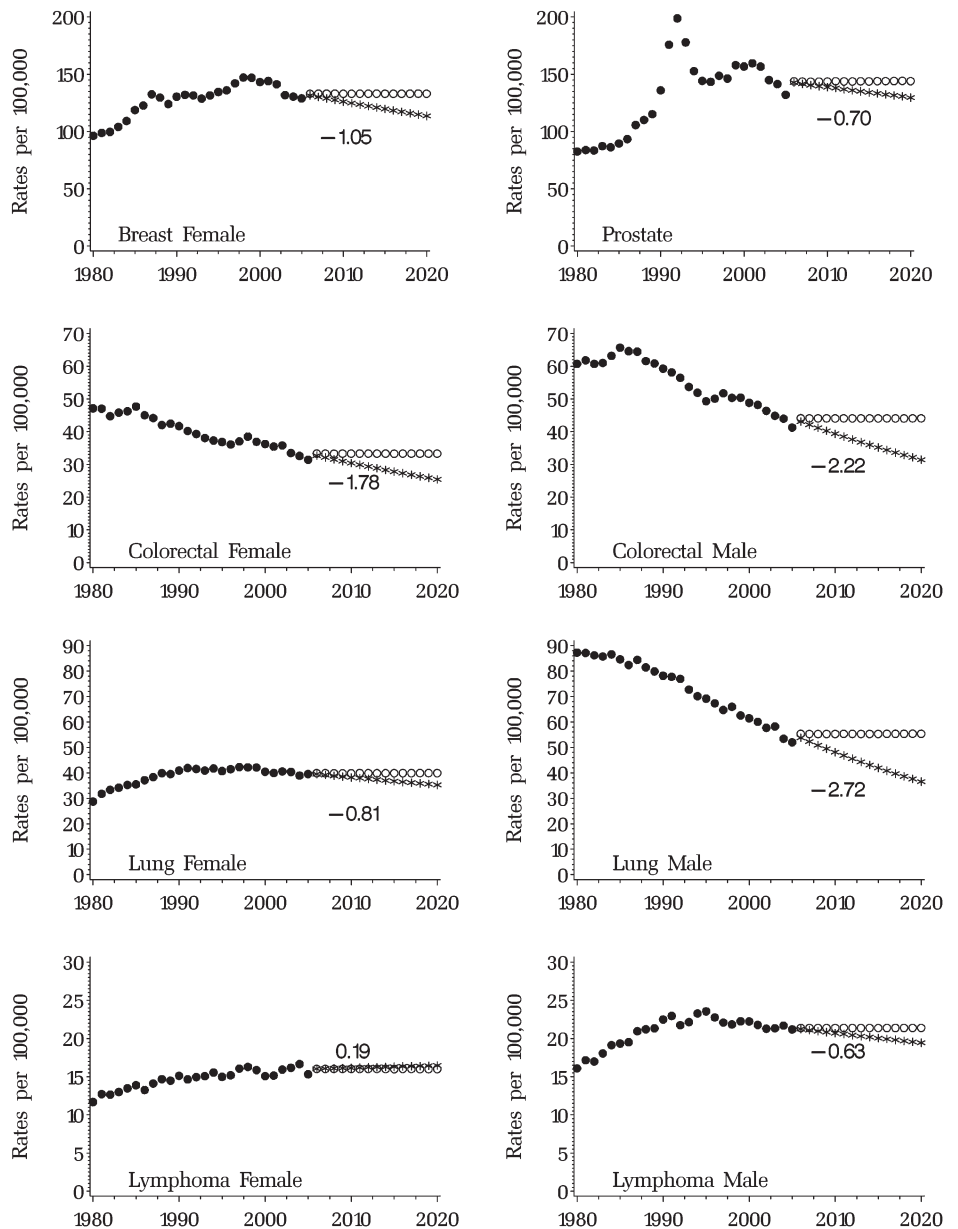 Rates per 100,000
200
150
100
50
0
−1.05
Breast Female
1980 1990 2000 2010 2020
Rates per 100,000
200
150
100
50
0
−0.70
Prostate
1980 1990 2000 2010 2020
Rates per 100,000
70
60
50
40
30
20
10
0
−1.78
Colorectal Female
1980 1990 2000 2010 2020
Rates per 100,000
70
60
50
40
30
20
10
0
−2.22
Colorectal Male
1980 1990 2000 2010 2020
Rates per 100,000
90
80
70
60
50
40
30
20
10
0
−0.81
Lung Female
1980 1990 2000 2010 2020
Rates per 100,000
90
80
70
60
50
40
30
20
10
0
−2.72
Lung Male
1980 1990 2000 2010 2020
Rates per 100,000
30
25
20
15
10
5
0
0.19
Lymphoma Female
1980 1990 2000 2010 2020
Rates per 100,000
30
25
20
15
10
5
0
−0.63
Lymphoma Male
1980 1990 2000 2010 2020